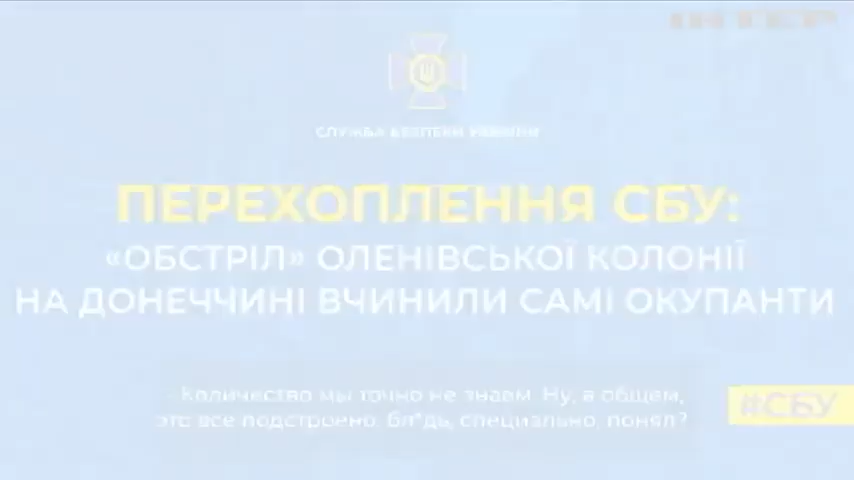 СЛУЖБА БЕЗПЕКИ УКРАЇНИ
ПЕРЕХОПЛЕННЯ СБУ:
«ОБСТРІЛ» ОЛЕНІВСЬКОЇ КОЛОНІЇ
НА ДОНЕЧЧИНІ ВЧИНИЛИ САМІ ОКУПАНТИ
- Количество мы точно не знаем. Ну, в общем,
это все подстроено, бл*дь, специально, понял?
#СБУ